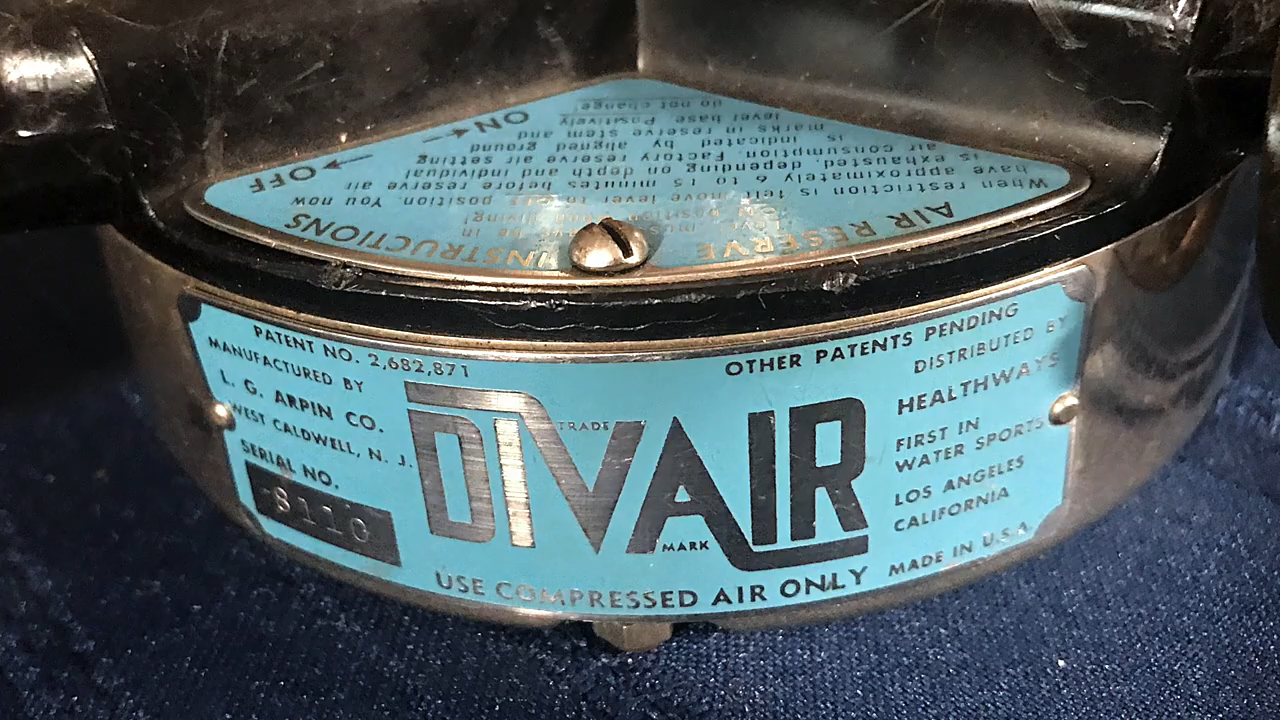 AIR RESERVE INSTRUCTIONS
When restriction is felt move lever to OFF position. You now
have approximately 6 to 15 minutes before reserve air
is exhausted, depending on depth and individual
air consumption. Factory reserve air setting
is indicated by aligned ground
marks in reserve stem and
lever base. Positively
do not change.
OFF
ON
PATENT NO. 2,682,871
MANUFACTURED BY
L. G. ARPIN CO.
WEST CALDWELL, N. J.
SERIAL NO.
8110
DIVAIR
TRADE
MARK
USE COMPRESSED AIR ONLY
OTHER PATENTS PENDING
DISTRIBUTED BY
HEALTHWAYS
FIRST IN
WATER SPORTS
LOS ANGELES
CALIFORNIA
MADE IN U.S.A.